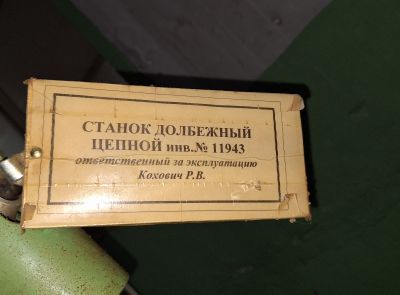 СТАНОК ДОЛБЕЖНЫЙ
ЦЕПНОЙ инв.№ 11943
ответственный за эксплуатацию
Кохович Р.В.